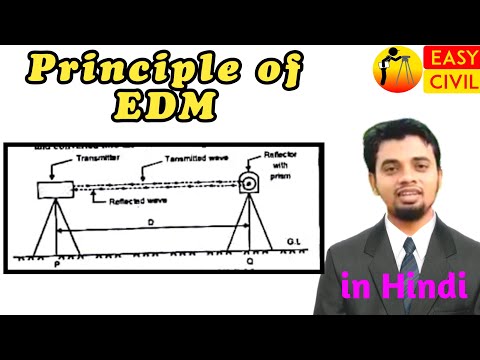 Principle of
EDM
EASY
CIVIL
Transmitter
Tansmitted wave
Reflector
with
prism
Reflected wave
D
G.L
P
Q
in Hindi